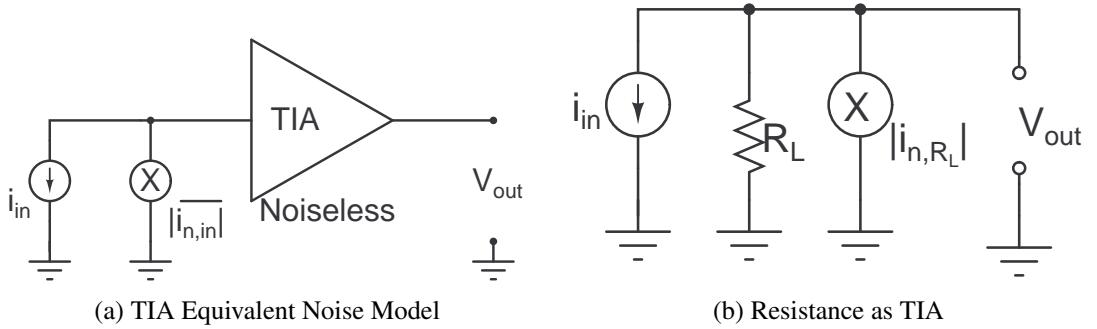 TIA
i_in
X
|i_n,in|
V_out
Noiseless
(a) TIA Equivalent Noise Model
i_in
R_L
X
|i_n,R_L|
V_out
(b) Resistance as TIA